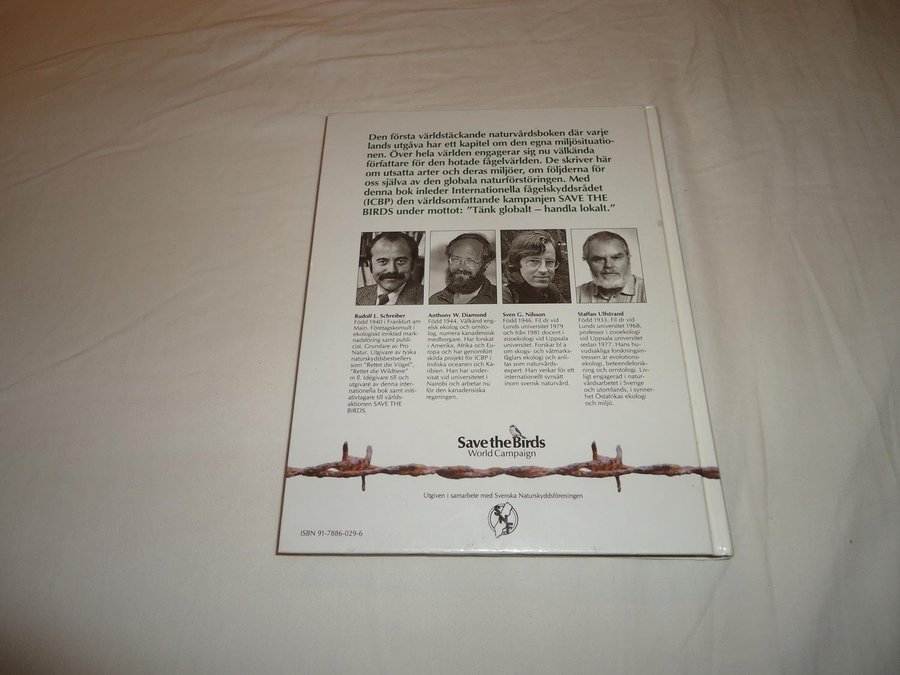 Den första världstäckande naturvårdsboken där varje
lands utgåva har ett kapitel om den egna miljösituatio-
nen. Över hela världen engagerar sig nu välkända
författare för den hotade fågelvärlden. De skriver här
om utsatta arter och deras miljöer, om följderna för
oss själva av den globala naturförstöringen. Med
denna bok inleder Internationella fågelskyddsrådet
(ICBP) den världsomfattande kampanjen SAVE THE
BIRDS under mottot: ”Tänk globalt – handla lokalt.”
Rudolf L. Schreiber
Född 1940 i Frankfurt am
Main. Företagskonsult i
ekologiskt inriktad mark-
nadsföring samt publi-
cist. Grundare av Pro
Natur. Utgivare av tyska
naturskyddsbestsellers
som ”Rettet die Vögel”,
”Rettet die Wildtiere”
m fl. Idégivare till och
utgivare av denna inter-
nationella bok samt initi-
ativtagare till världs-
aktionen SAVE THE
BIRDS.
Anthony W. Diamond
Född 1944. Välkänd eng-
elsk ekolog och ornito-
log, numera kanadensisk
medborgare. Har forskat
i Amerika, Afrika och Eu-
ropa och har genomfört
skilda projekt för ICBP i
Indiska oceanen och Ka-
ribien. Han har under-
visat vid universitetet i
Nairobi och arbetar nu
för den kanadensiska
regeringen.
Sven G. Nilsson
Född 1946. Fil dr vid
Lunds universitet 1979
och från 1981 docent i
zooekologi vid Uppsala
universitet. Forskar bl a
om skogs- och våtmarks-
fåglars ekologi och anli-
tas som naturvårds-
expert. Han verkar för ett
internationellt synsätt
inom svensk naturvård.
Staffan Ulfstrand
Född 1933. Fil dr vid
Lunds universitet 1968,
professor i zooekologi
vid Uppsala universitet
sedan 1977. Hans hu-
vudsakliga forskningsin-
tressen är evolutions-
ekologi, beteendeforsk-
ning och ornitologi. Liv-
ligt engagerad i natur-
vårdsarbetet i Sverige
och utomlands, i synner-
het Östafrikas ekologi
och miljö.
Save the Birds
World Campaign
Utgiven i samarbete med Svenska Naturskyddsföreningen
SNF
ISBN 91-7886-029-6